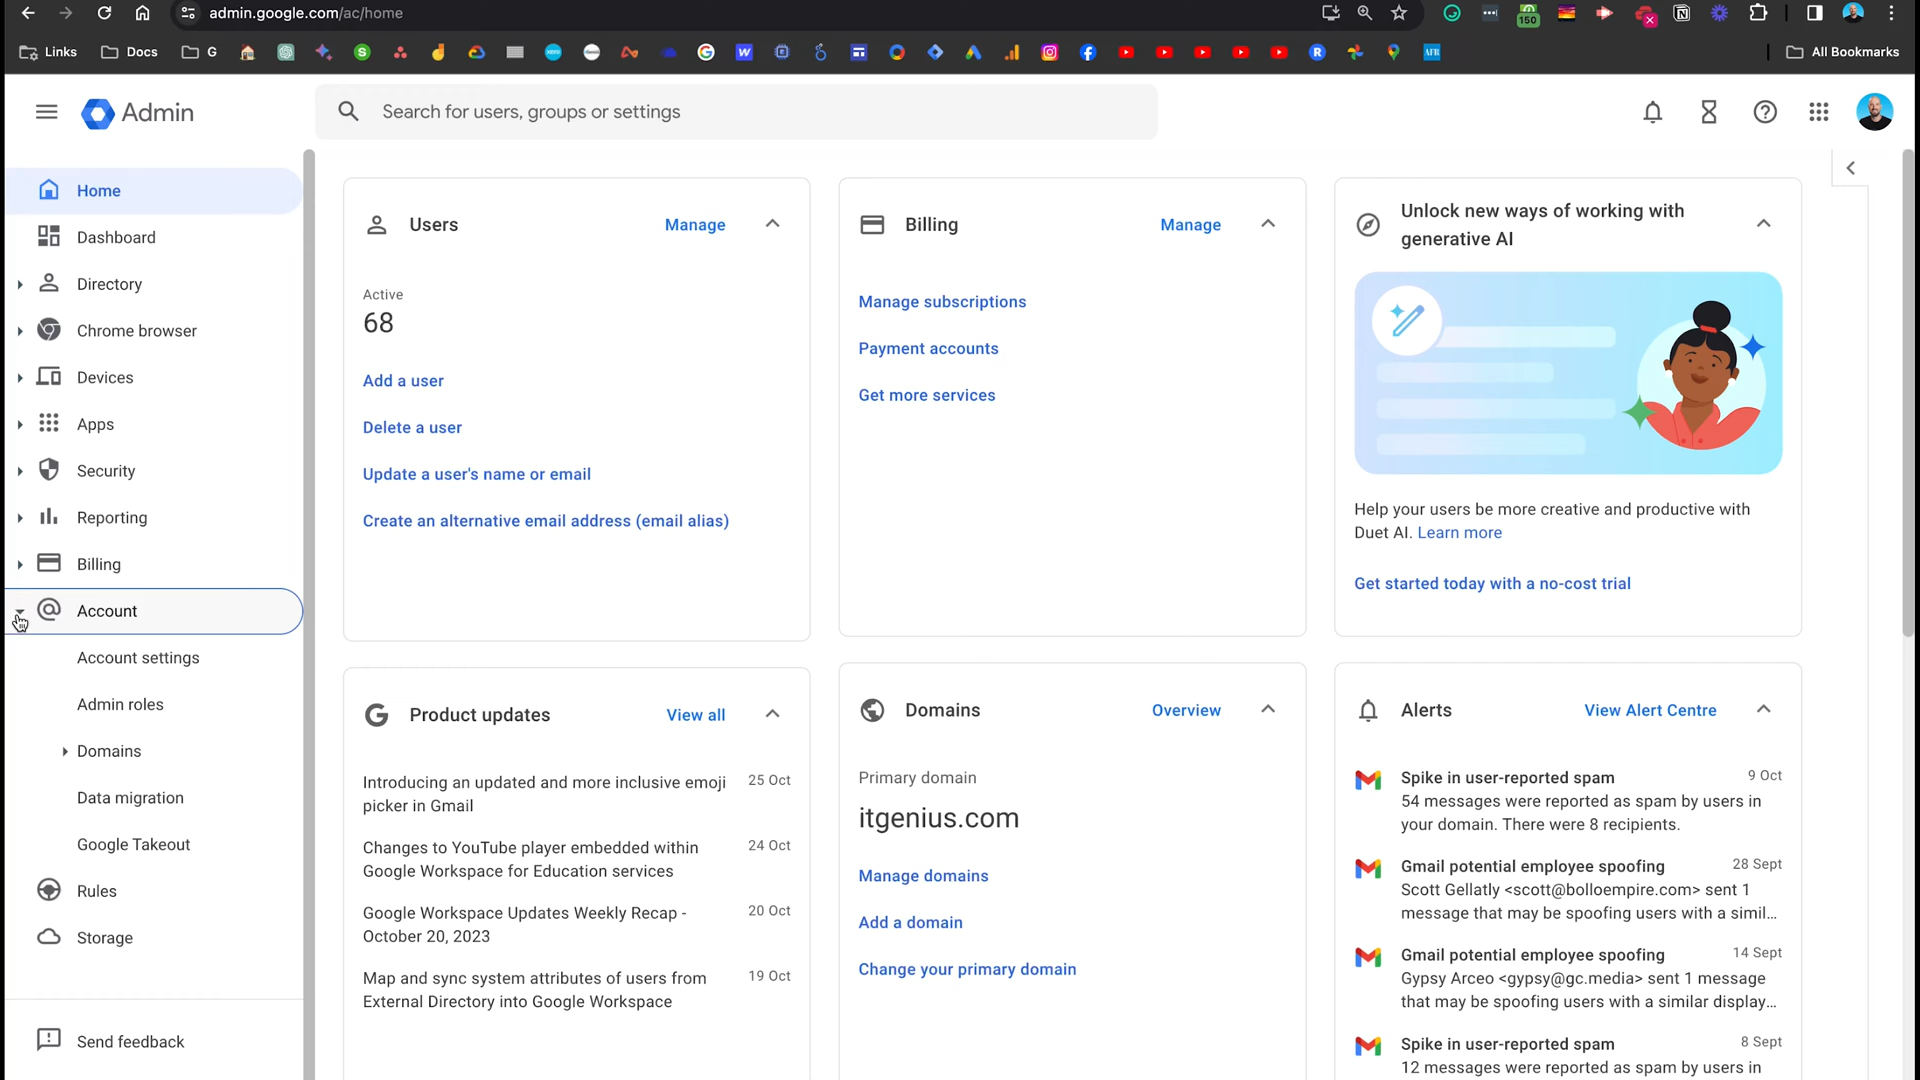 admin.google.com/ac/home
150
Links
Docs
G
All Bookmarks
Admin
Search for users, groups or settings
Home
Dashboard
Directory
Chrome browser
Devices
Apps
Security
Reporting
Billing
Account
Account settings
Admin roles
Domains
Data migration
Google Takeout
Rules
Storage
Send feedback
Users
Manage
Active
68
Add a user
Delete a user
Update a user's name or email
Create an alternative email address (email alias)
Billing
Manage
Manage subscriptions
Payment accounts
Get more services
Unlock new ways of working with
generative AI
Help your users be more creative and productive with
Duet AI. Learn more
Get started today with a no-cost trial
Product updates
View all
Introducing an updated and more inclusive emoji
picker in Gmail
25 Oct
Changes to YouTube player embedded within
Google Workspace for Education services
24 Oct
Google Workspace Updates Weekly Recap -
October 20, 2023
20 Oct
Map and sync system attributes of users from
External Directory into Google Workspace
19 Oct
Domains
Overview
Primary domain
itgenius.com
Manage domains
Add a domain
Change your primary domain
Alerts
View Alert Centre
Spike in user-reported spam
9 Oct
54 messages were reported as spam by users in
your domain. There were 8 recipients.
Gmail potential employee spoofing
28 Sept
Scott Gellatly <scott@bolloempire.com> sent 1
message that may be spoofing users with a simil...
Gmail potential employee spoofing
14 Sept
Gypsy Arceo <gypsy@gc.media> sent 1 message
that may be spoofing users with a similar display...
Spike in user-reported spam
8 Sept
12 messages were reported as spam by users in